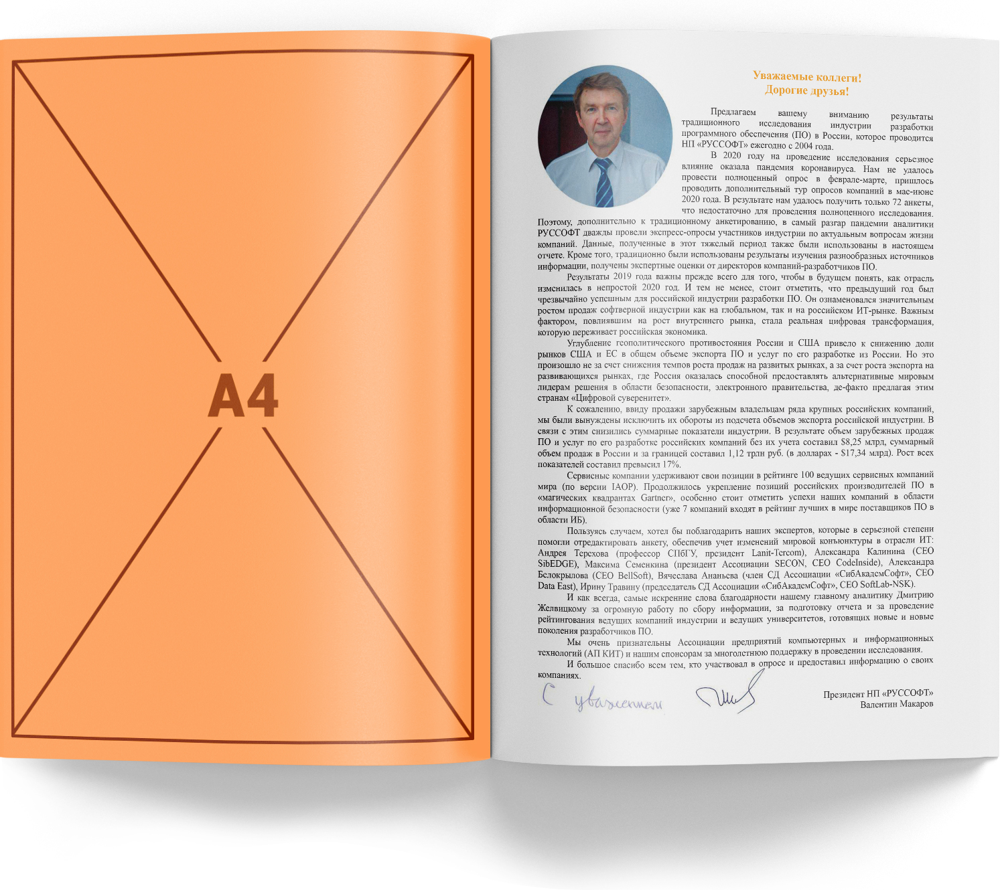 A4
Уважаемые коллеги!
Дорогие друзья!
Предлагаем вашему вниманию результаты
традиционного исследования индустрии разработки
программного обеспечения (ПО) в России, которое проводится
НП «РУССОФТ» ежегодно с 2004 года.
В 2020 году на проведение исследования серьезное
влияние оказала пандемия коронавируса. Нам не удалось
провести полноценный опрос в феврале-марте, пришлось
проводить дополнительный тур опросов компаний в мае-июне
2020 года. В результате нам удалось получить только 72 анкеты,
что недостаточно для проведения полноценного исследования.
Поэтому, дополнительно к традиционному анкетированию, в самый разгар пандемии аналитики
РУССОФТ дважды провели экспресс-опросы участников индустрии по актуальным вопросам жизни
компаний. Данные, полученные в этот тяжелый период также были использованы в настоящем
отчете. Кроме того, традиционно были использованы результаты изучения разнообразных источников
информации, получены экспертные оценки от директоров компаний-разработчиков ПО.
Результаты 2019 года важны прежде всего для того, чтобы в будущем понять, как отрасль
изменилась в непростой 2020 год. И тем не менее, стоит отметить, что предыдущий год был
чрезвычайно успешным для российской индустрии разработки ПО. Он ознаменовался значительным
ростом продаж софтверной индустрии как на глобальном, так и на российском ИТ-рынке. Важным
фактором, повлиявшим на рост внутреннего рынка, стала реальная цифровая трансформация,
которую переживает российская экономика.
Углубление геополитического противостояния России и США привело к снижению доли
рынков США и ЕС в общем объеме экспорта ПО и услуг по его разработке из России. Но это
произошло не за счет снижения темпов роста продаж на развитых рынках, а за счет роста экспорта на
развивающихся рынках, где Россия оказалась способной предоставлять альтернативные мировым
лидерам решения в области безопасности, электронного правительства, де-факто предлагая этим
странам «Цифровой суверенитет».
К сожалению, ввиду продажи зарубежным владельцам ряда крупных российских компаний,
мы были вынуждены исключить их обороты из подсчета объемов экспорта российской индустрии. В
связи с этим снизились суммарные показатели индустрии. В результате объем зарубежных продаж
ПО и услуг по его разработке российских компаний без их учета составил $8,25 млрд, суммарный
объем продаж в России и за границей составил 1,12 трлн руб. (в долларах - $17,34 млрд). Рост всех
показателей составил превысил 17%.
Сервисные компании удерживают свои позиции в рейтинге 100 ведущих сервисных компаний
мира (по версии IAOP). Продолжилось укрепление позиций российских производителей ПО в
«магических квадрантах Gartner», особенно стоит отметить успехи наших компаний в области
информационной безопасности (уже 7 компаний входят в рейтинг лучших в мире поставщиков ПО в
области ИБ).
Пользуясь случаем, хотел бы поблагодарить наших экспертов, которые в серьезной степени
помогли отредактировать анкету, обеспечив учет изменений мировой конъюнктуры в отрасли ИТ:
Андрея Терехова (профессор СПбГУ, президент Lanit-Tercom), Александра Калинина (CEO
SibEDGE), Максима Семенкина (президент Ассоциации SECON, CEO CodeInside), Александра
Белокрылова (CEO BellSoft), Вячеслава Ананьева (член СД Ассоциации «СибАкадемСофт», CEO
Data East), Ирину Травину (председатель СД Ассоциации «СибАкадемСофт», CEO SoftLab-NSK).
И как всегда, самые искренние слова благодарности нашему главному аналитику Дмитрию
Желвицкому за огромную работу по сбору информации, за подготовку отчета и за проведение
рейтингования ведущих компаний индустрии и ведущих университетов, готовящих новые и новые
поколения разработчиков ПО.
Мы очень признательны Ассоциации предприятий компьютерных и информационных
технологий (АП КИТ) и нашим спонсорам за многолетнюю поддержку в проведении исследования.
И большое спасибо всем тем, кто участвовал в опросе и предоставил информацию о своих
компаниях.
С уважением
Президент НП «РУССОФТ»
Валентин Макаров